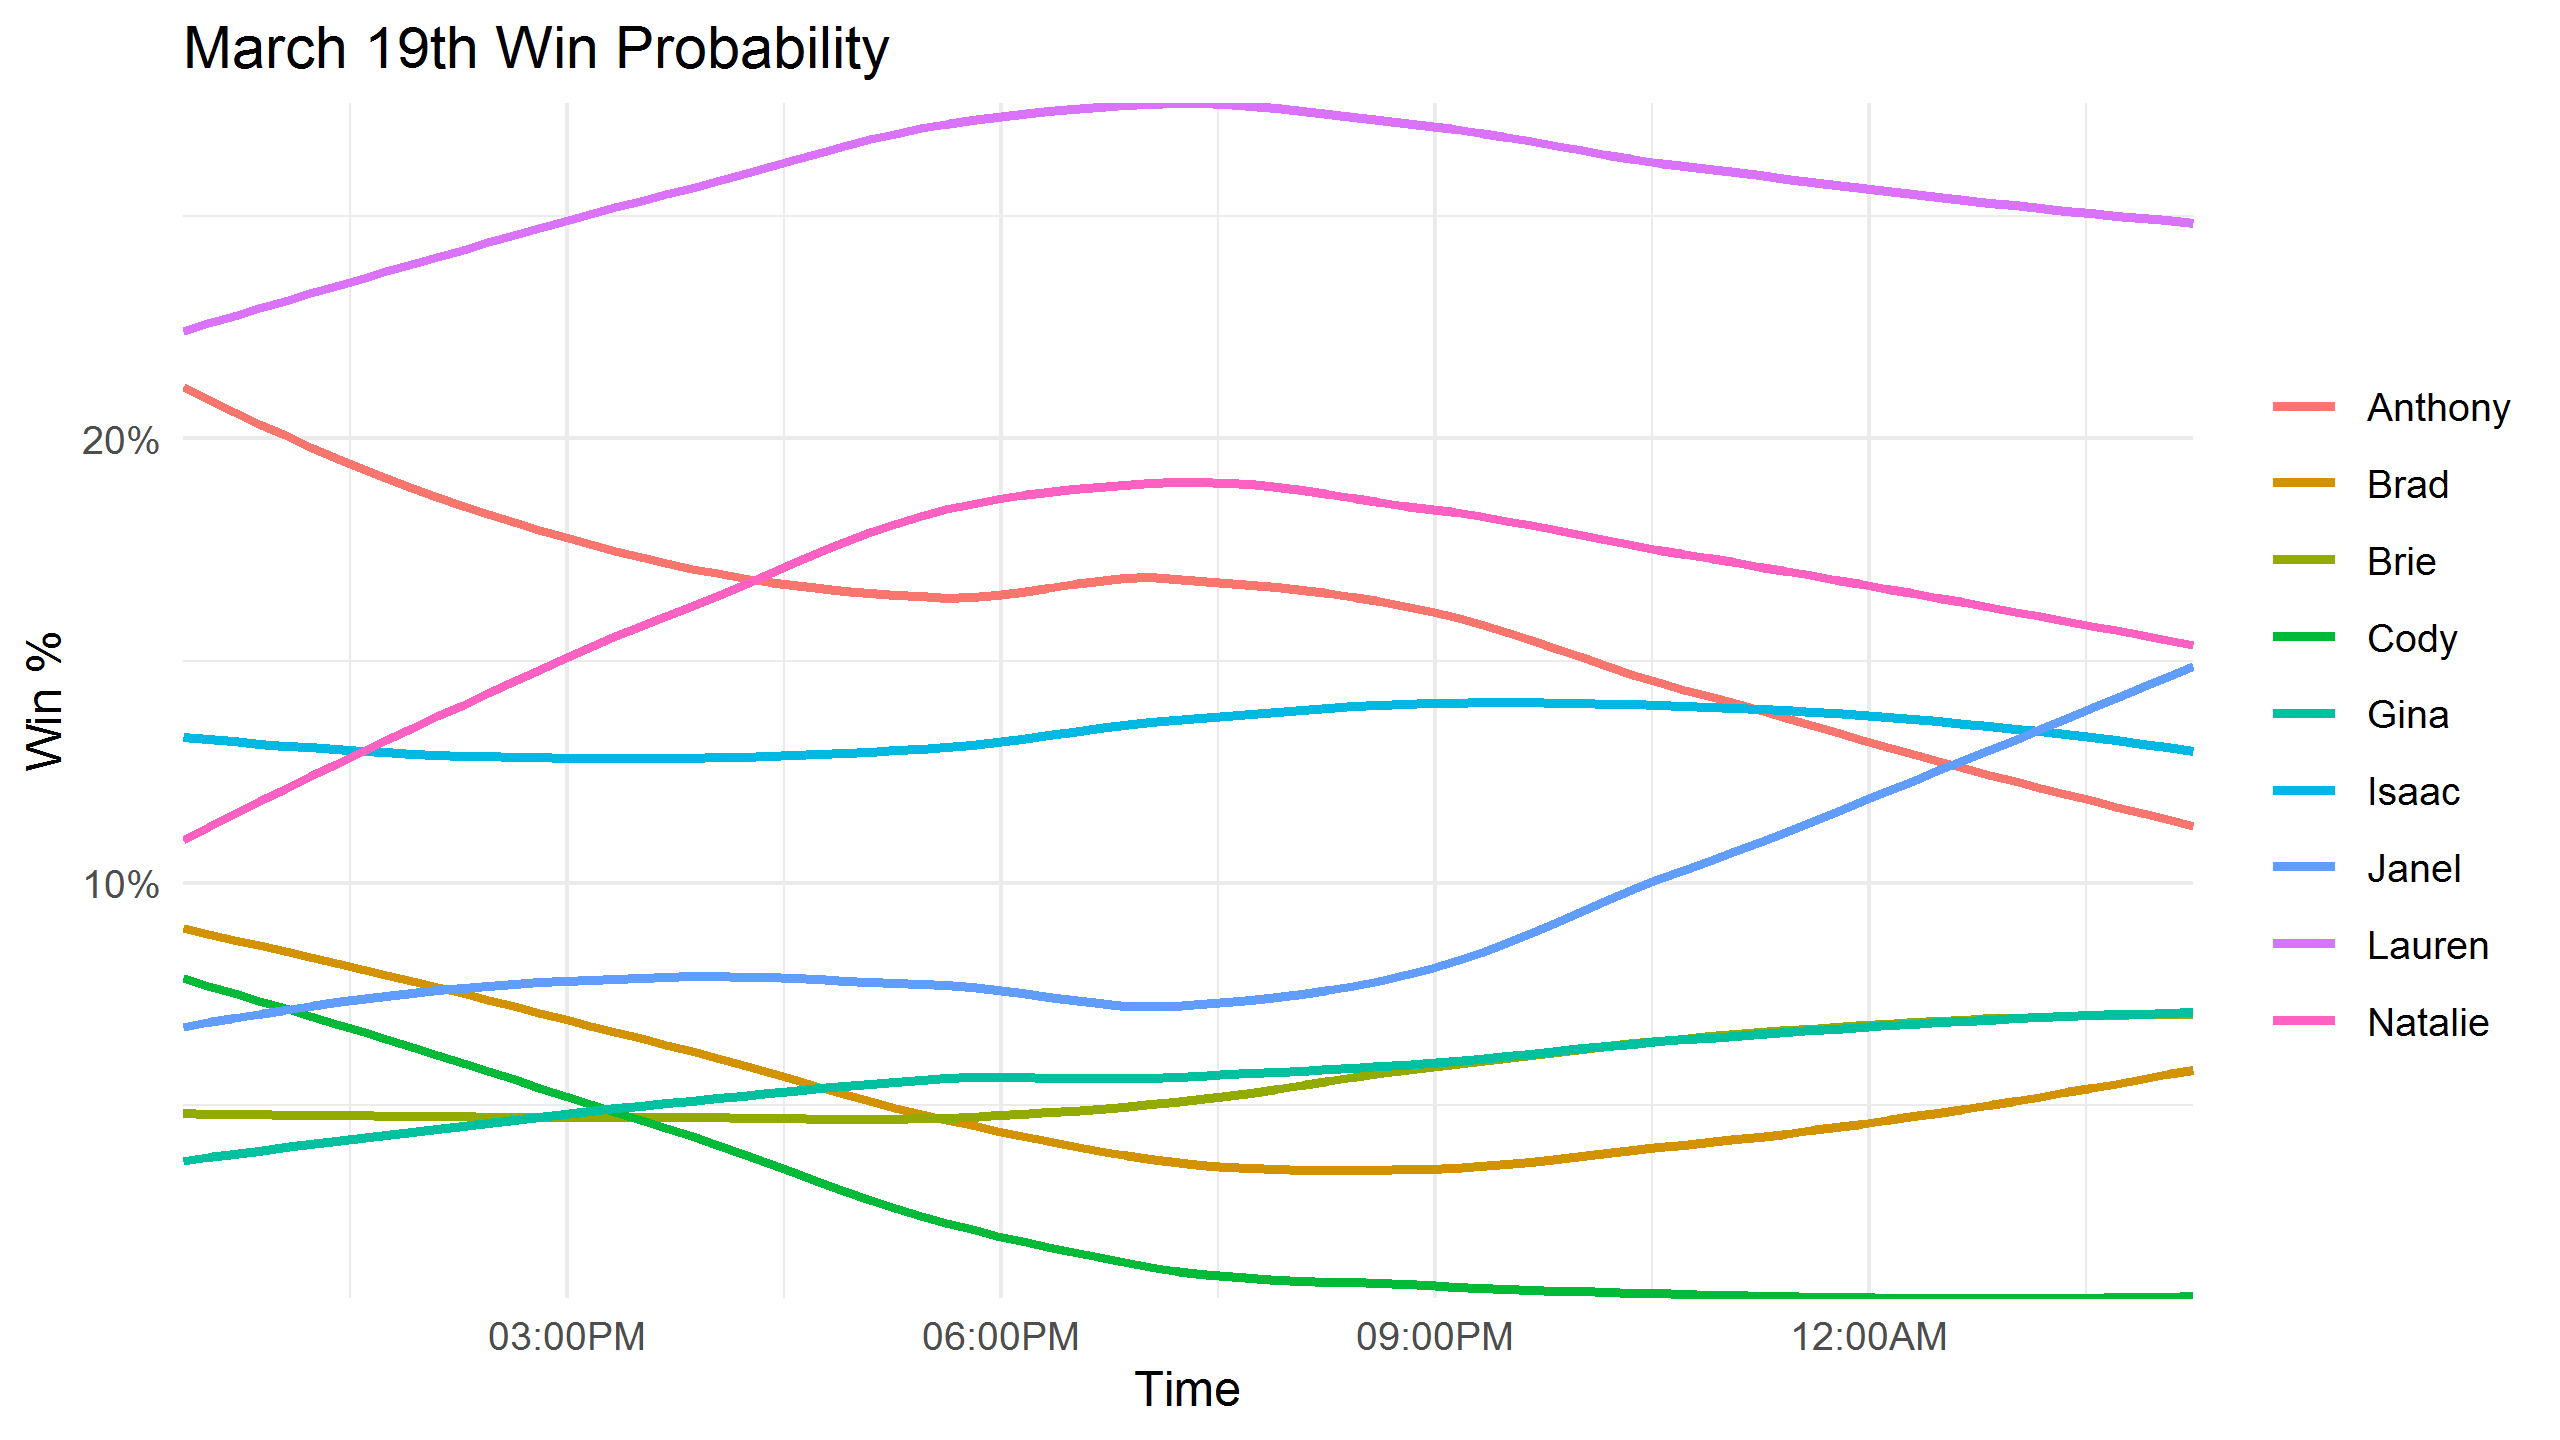 March 19th Win Probability
Win %
20%
10%
03:00PM 06:00PM 09:00PM 12:00AM
Time
Anthony
Brad
Brie
Cody
Gina
Isaac
Janel
Lauren
Natalie